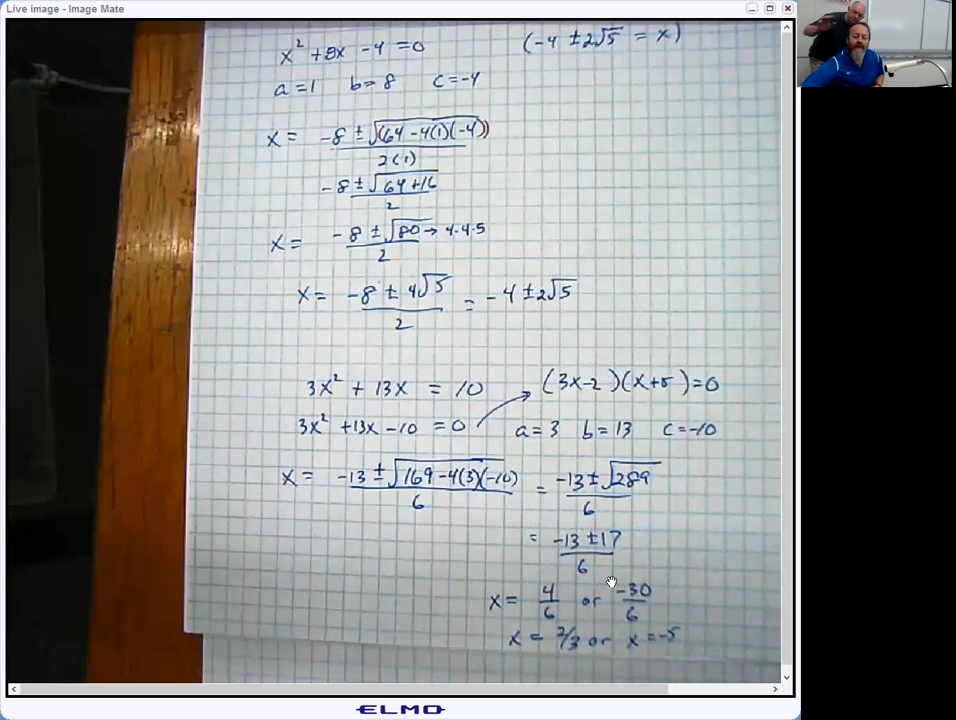 Live image - Image Mate
x² + 8x - 4 = 0 (-4 ± 2√5 = x)
a = 1 b = 8 c = -4
x = -8 ± √(64 - 4(1)(-4))
2(1)
-8 ± √64+16
2
x = -8 ± √80 → 4·4·5
2
x = -8 ± 4√5 = -4 ± 2√5
2
3x² + 13x = 10 (3x-2)(x+5)=0
3x² + 13x - 10 = 0 a = 3 b = 13 c = -10
x = -13 ± √169 - 4(3)(-10) = -13 ± √289
6 6
= -13 ± 17
6
x = 4/6 or -30/6
x = 2/3 or x = -5
ELMO